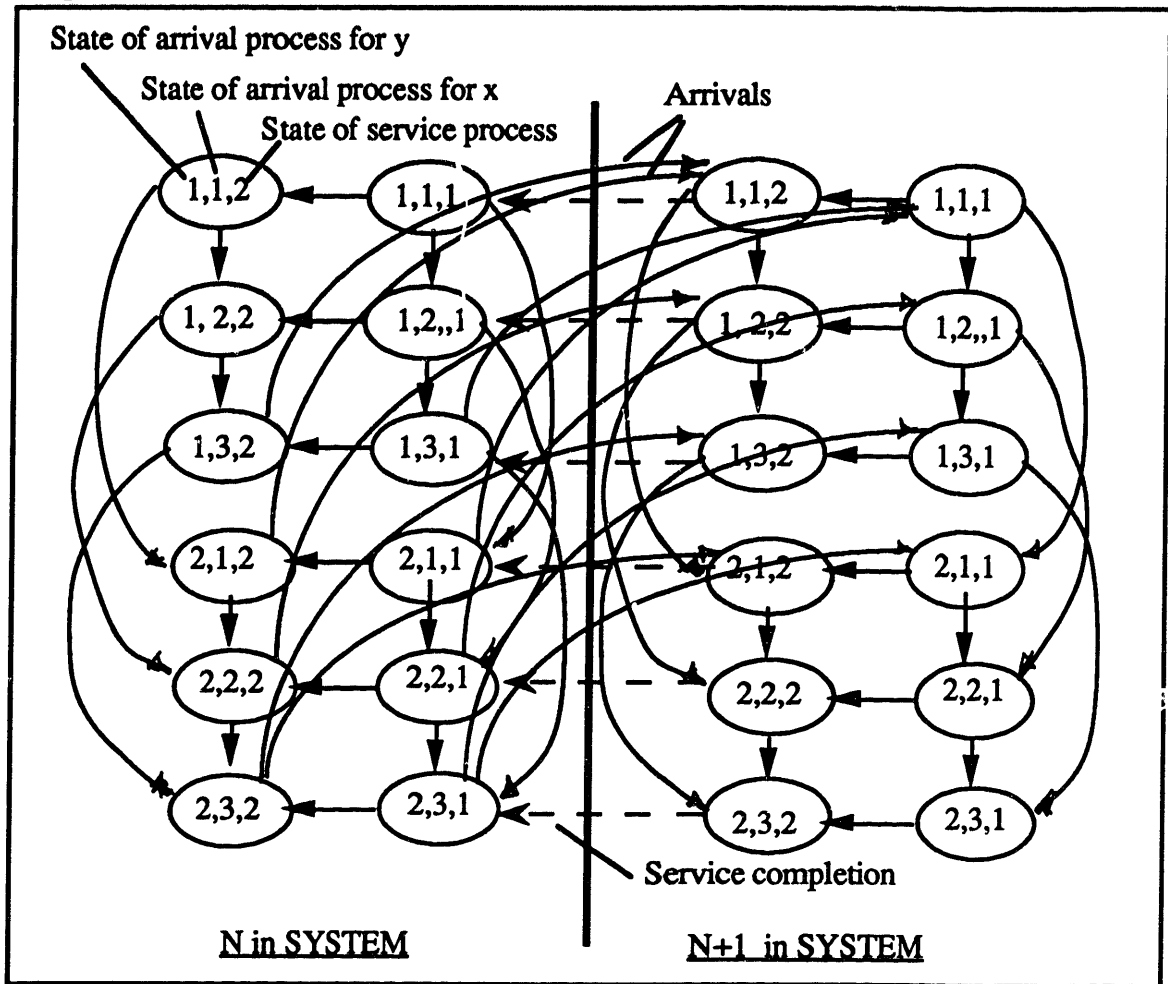 State of arrival process for y
State of arrival process for x
State of service process
Arrivals
1,1,2 1,1,1 1,1,2 1,1,1
1, 2,2 1,2,,1 1, 2,2 1,2,,1
1,3,2 1,3,1 1,3,2 1,3,1
2,1,2 2,1,1 2,1,2 2,1,1
2,2,2 2,2,1 2,2,2 2,2,1
2,3,2 2,3,1 2,3,2 2,3,1
Service completion
N in SYSTEM N+1 in SYSTEM